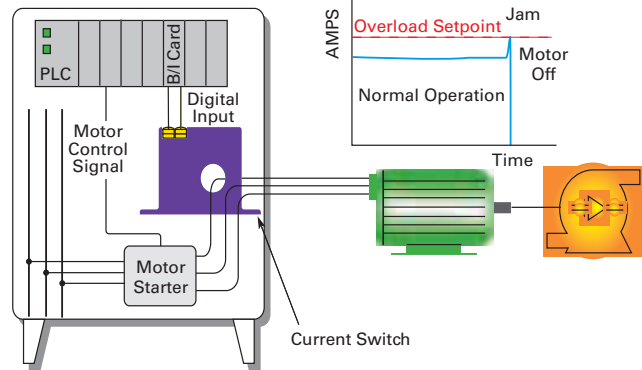 PLC
B/I Card
Digital
Input
Motor
Control
Signal
Motor
Starter
Current Switch
AMPS
Overload Setpoint
Jam
Motor
Off
Normal Operation
Time